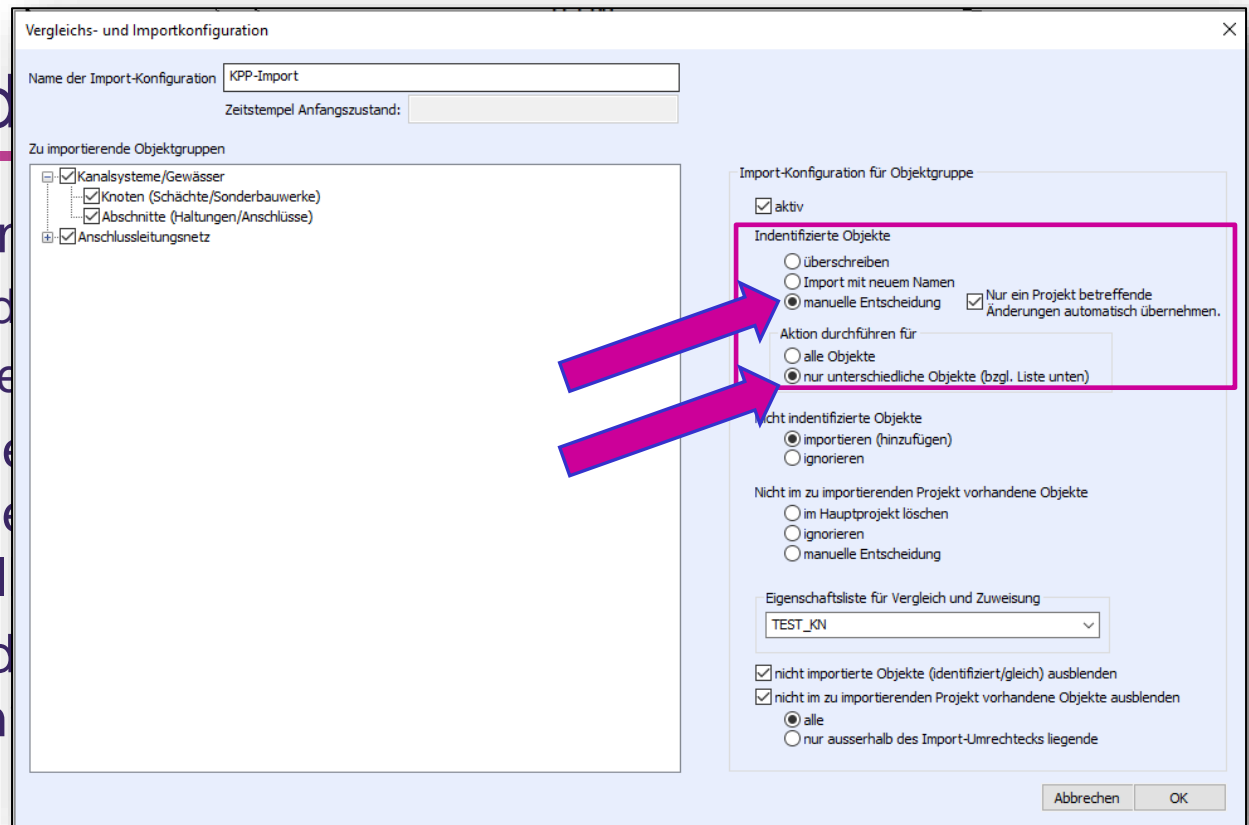 Vergleichs- und Importkonfiguration
Name der Import-Konfiguration KPP-Import
Zeitstempel Anfangszustand:
Zu importierende Objektgruppen
Kanalsysteme/Gewässer
Knoten (Schächte/Sonderbauwerke)
Abschnitte (Haltungen/Anschlüsse)
Anschlussleitungsnetz
Import-Konfiguration für Objektgruppe
aktiv
Indentifizierte Objekte
überschreiben
Import mit neuem Namen
manuelle Entscheidung
Nur ein Projekt betreffende
Änderungen automatisch übernehmen.
Aktion durchführen für
alle Objekte
nur unterschiedliche Objekte (bzgl. Liste unten)
indentifizierte Objekte
importieren (hinzufügen)
ignorieren
Nicht im zu importierenden Projekt vorhandene Objekte
im Hauptprojekt löschen
ignorieren
manuelle Entscheidung
Eigenschaftsliste für Vergleich und Zuweisung
TEST_KN
nicht importierte Objekte (identifiziert/gleich) ausblenden
nicht im zu importierenden Projekt vorhandene Objekte ausblenden
alle
nur ausserhalb des Import-Umrechtecks liegende
Abbrechen OK